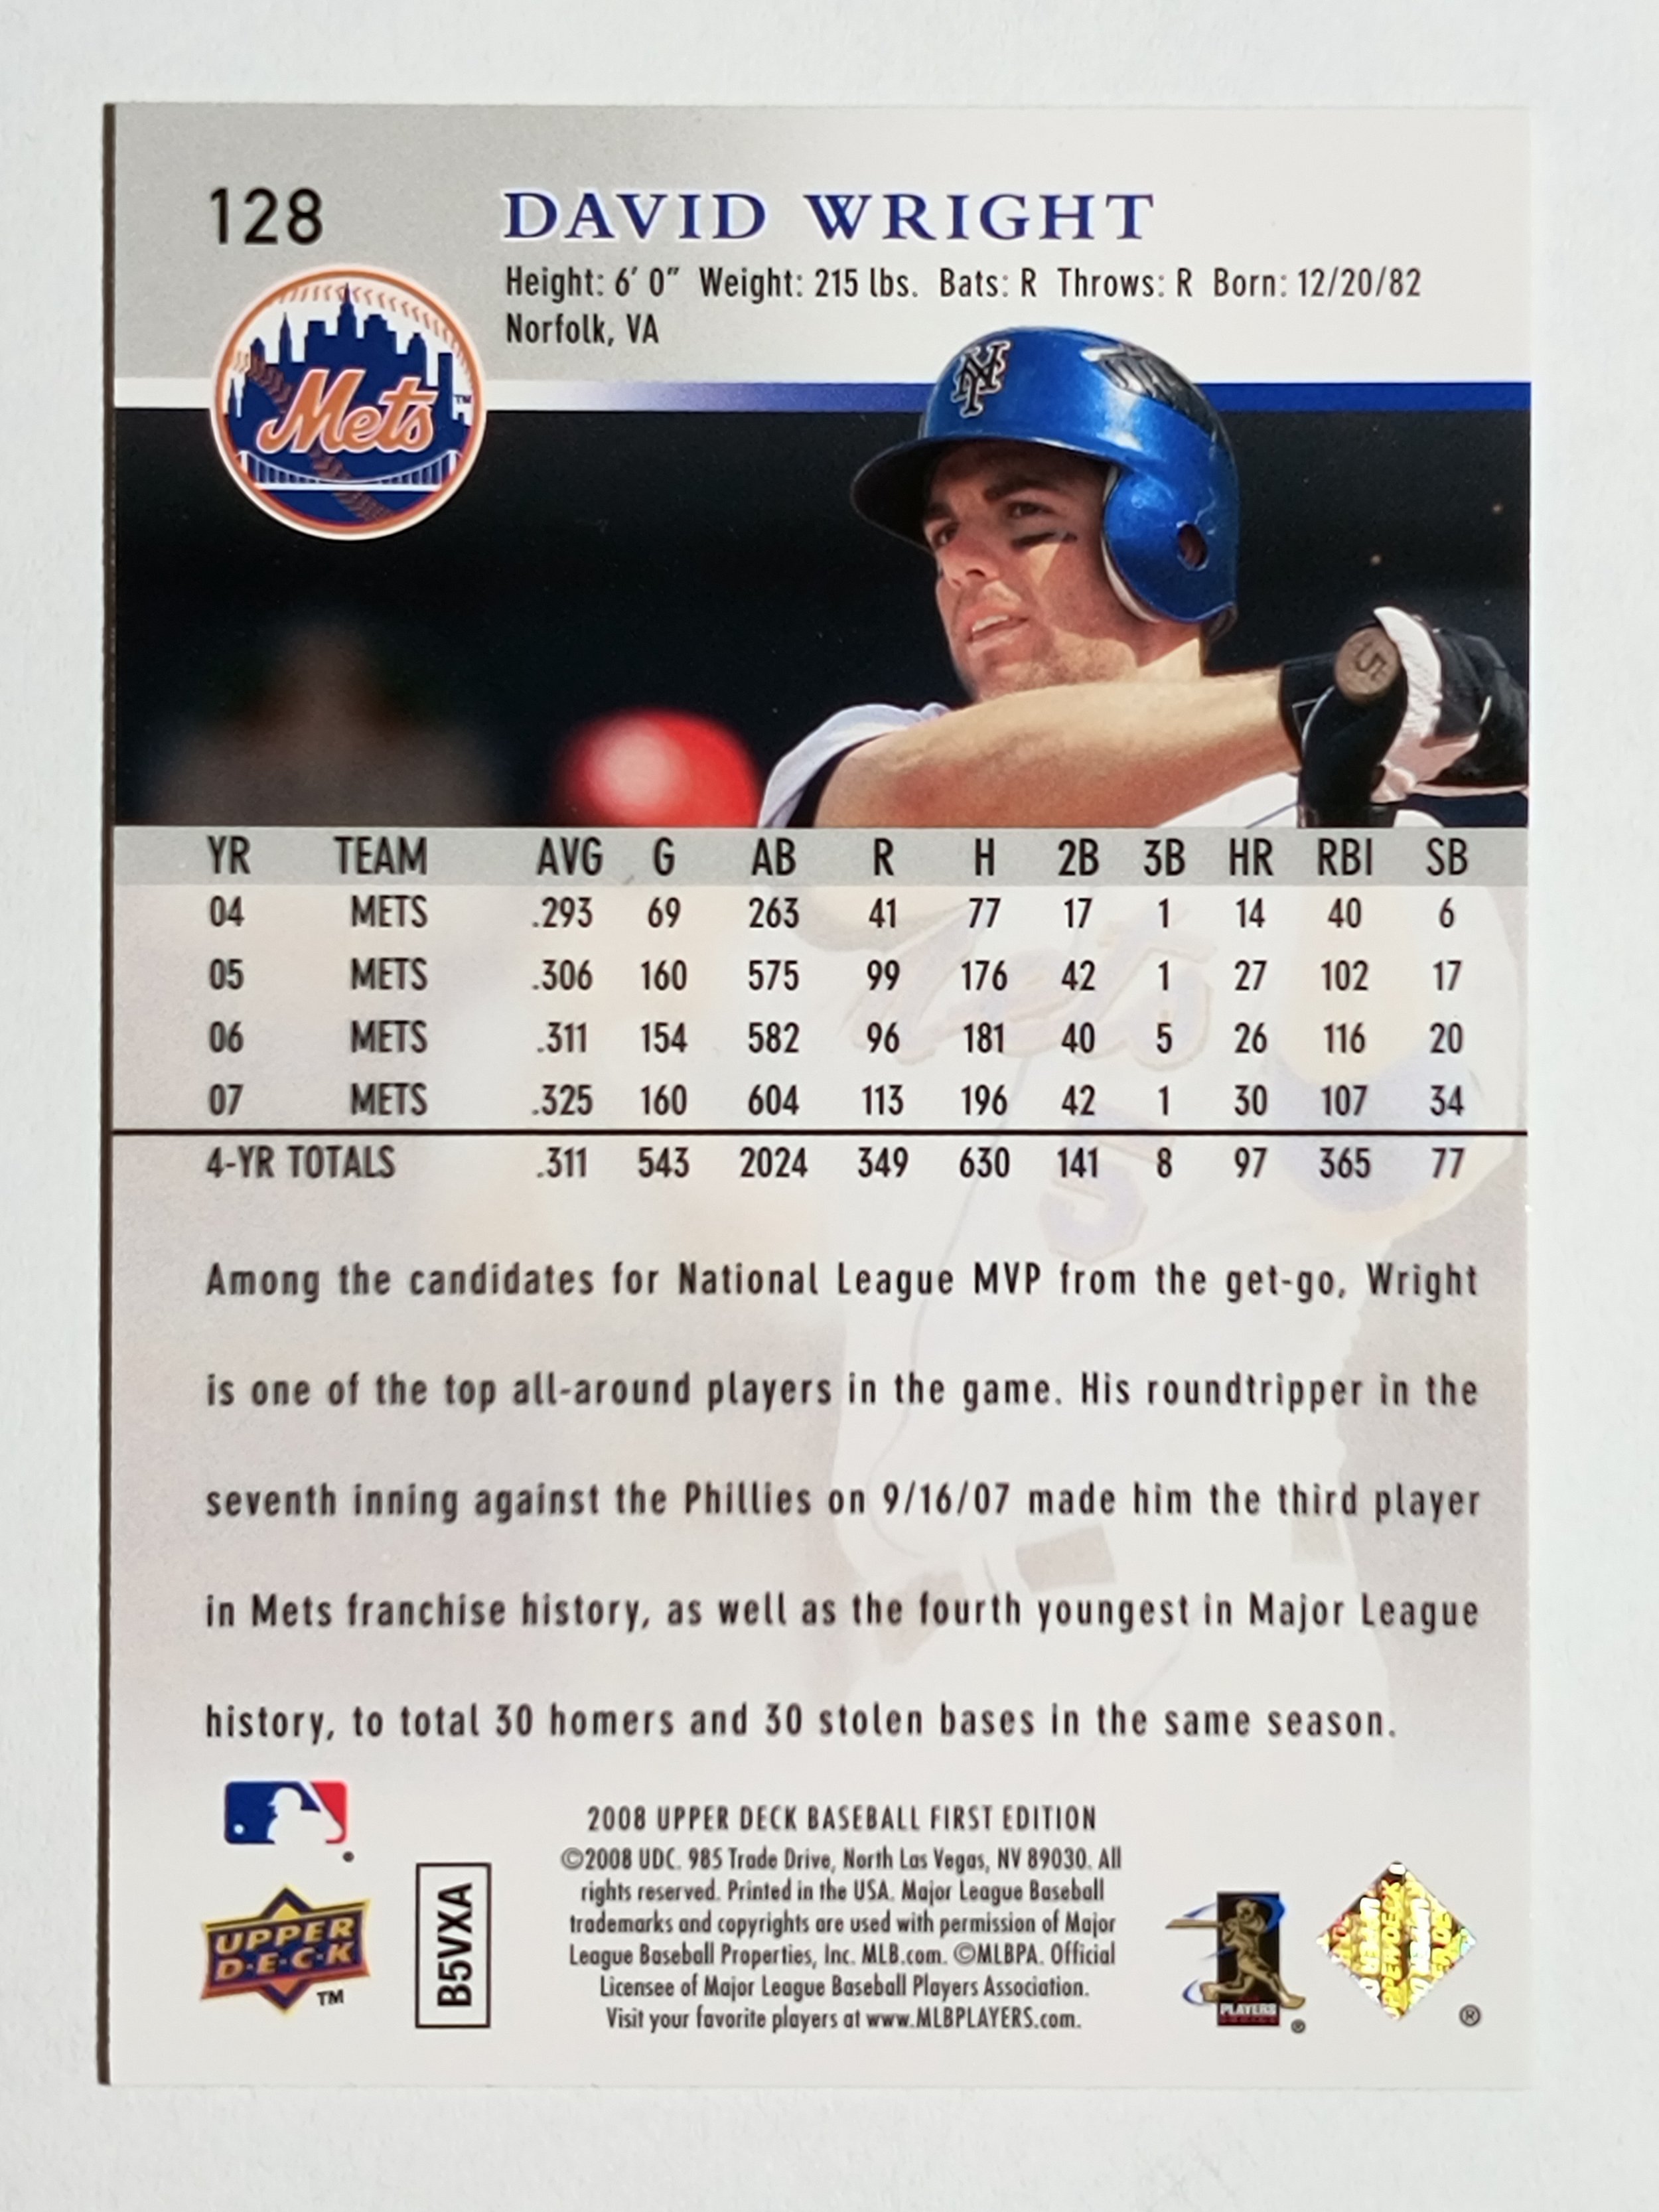 128
DAVID WRIGHT
Height: 6' 0" Weight: 215 lbs. Bats: R Throws: R Born: 12/20/82
Norfolk, VA
Mets
TM
NY
5
YR TEAM AVG G AB R H 2B 3B HR RBI SB
04 METS .293 69 263 41 77 17 1 14 40 6
05 METS .306 160 575 99 176 42 1 27 102 17
06 METS .311 154 582 96 181 40 5 26 116 20
07 METS .325 160 604 113 196 42 1 30 107 34
4-YR TOTALS .311 543 2024 349 630 141 8 97 365 77
Among the candidates for National League MVP from the get-go, Wright
is one of the top all-around players in the game. His roundtripper in the
seventh inning against the Phillies on 9/16/07 made him the third player
in Mets franchise history, as well as the fourth youngest in Major League
history, to total 30 homers and 30 stolen bases in the same season.
2008 UPPER DECK BASEBALL FIRST EDITION
©2008 UDC. 985 Trade Drive, North Las Vegas, NV 89030. All
rights reserved. Printed in the USA. Major League Baseball
trademarks and copyrights are used with permission of Major
League Baseball Properties, Inc. MLB.com. ©MLBPA. Official
Licensee of Major League Baseball Players Association.
Visit your favorite players at www.MLBPLAYERS.com.
UPPER
D·E·C·K
TM
B5VXA
PLAYERS
®
®